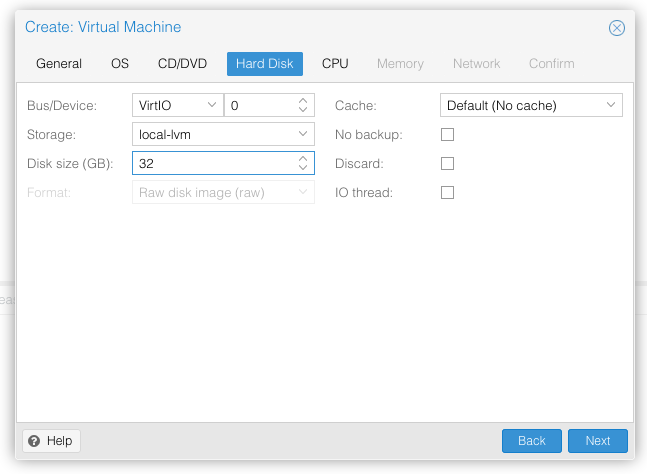 Create: Virtual Machine
General OS CD/DVD Hard Disk CPU Memory Network Confirm
Bus/Device: VirtIO 0 Cache: Default (No cache)
Storage: local-lvm No backup:
Disk size (GB): 32 Discard:
Format: Raw disk image (raw) IO thread:
Help Back Next